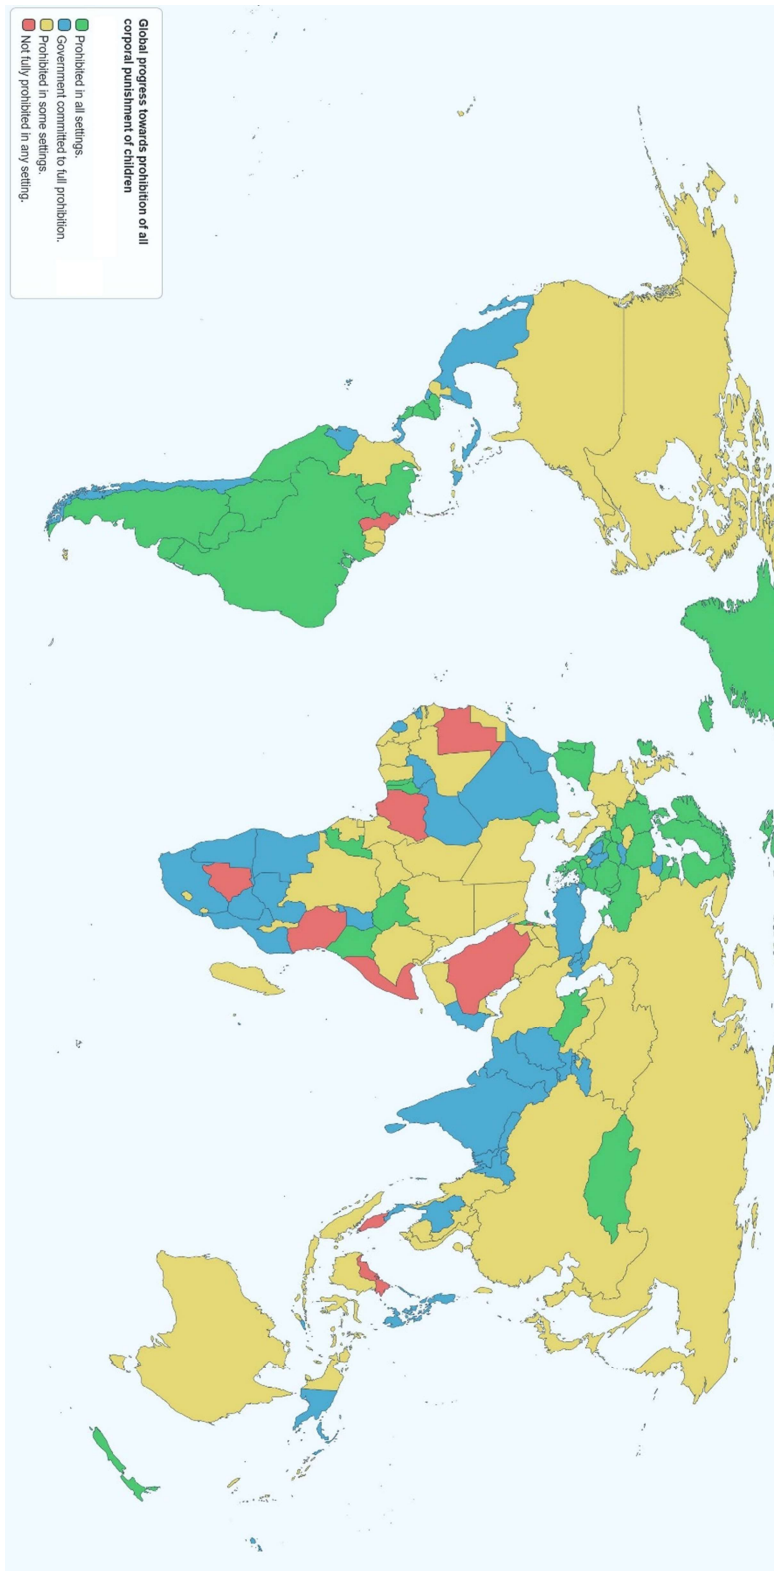 Global progress towards prohibition of all
corporal punishment of children
Prohibited in all settings.
Government committed to full prohibition.
Prohibited in some settings.
Not fully prohibited in any setting.